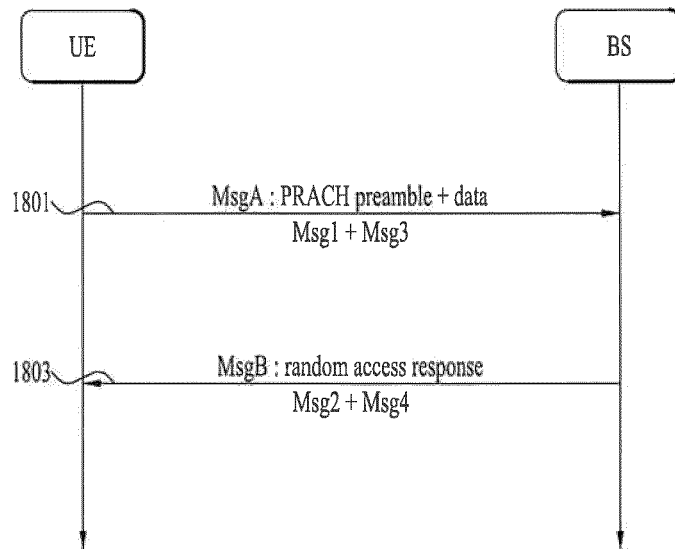 UE
BS
1801
MsgA : PRACH preamble + data
Msg1 + Msg3
1803
MsgB : random access response
Msg2 + Msg4